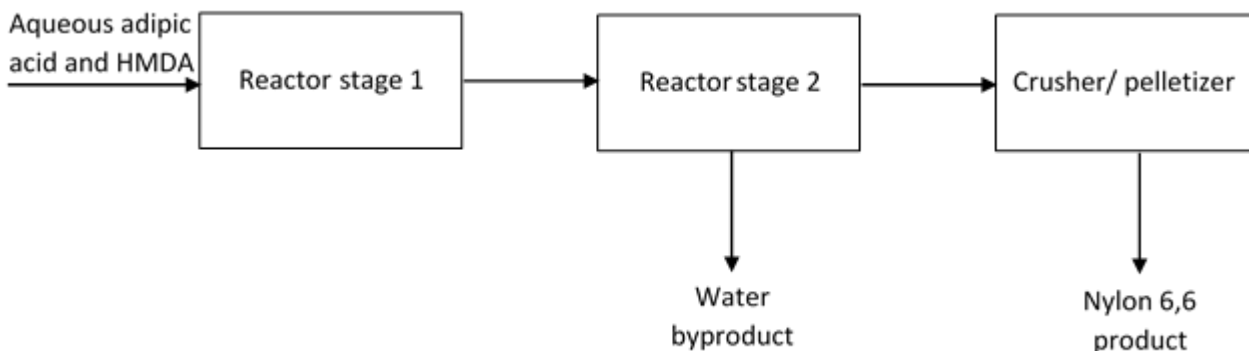 Aqueous adipic
acid and HMDA
Reactor stage 1
Reactor stage 2
Crusher/ pelletizer
Water
byproduct
Nylon 6,6
product